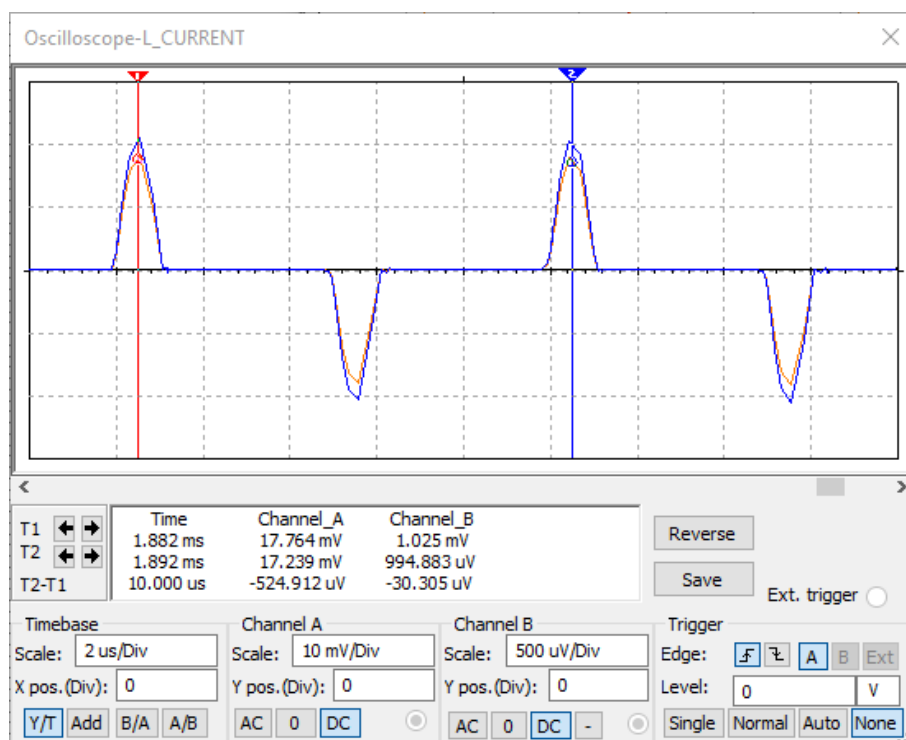 Oscilloscope-L_CURRENT
1 2
Time Channel_A Channel_B
T1 1.882 ms 17.764 mV 1.025 mV
T2 1.892 ms 17.239 mV 994.883 uV
T2-T1 10.000 us -524.912 uV -30.305 uV
Reverse
Save
Ext. trigger
Timebase
Scale: 2 us/Div
X pos.(Div): 0
Y/T Add B/A A/B
Channel A
Scale: 10 mV/Div
Y pos.(Div): 0
AC 0 DC
Channel B
Scale: 500 uV/Div
Y pos.(Div): 0
AC 0 DC -
Trigger
Edge: A B Ext
Level: 0 V
Single Normal Auto None